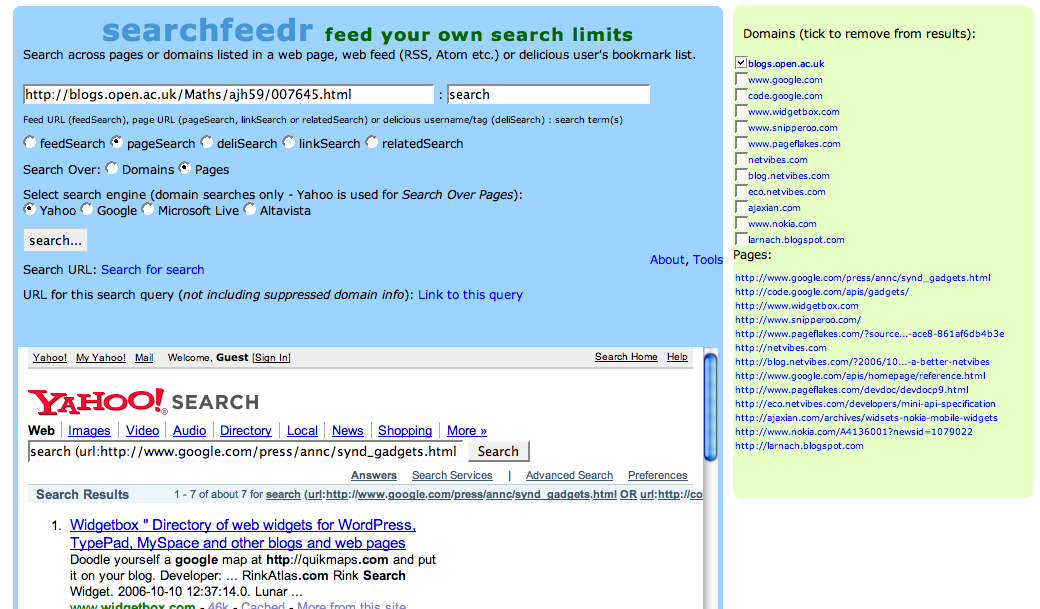 searchfeedr feed your own search limits
Search across pages or domains listed in a web page, web feed (RSS, Atom etc.) or delicious user's bookmark list.
http://blogs.open.ac.uk/Maths/ajh59/007645.html : search
Feed URL (feedSearch), page URL (pageSearch, linkSearch or relatedSearch) or delicious username/tag (deliSearch) : search term(s)
feedSearch pageSearch deliSearch linkSearch relatedSearch
Search Over: Domains Pages
Select search engine (domain searches only - Yahoo is used for Search Over Pages):
Yahoo Google Microsoft Live Altavista
search...
About, Tools
Search URL: Search for search
URL for this search query (not including suppressed domain info): Link to this query
Yahoo! My Yahoo! Mail Welcome, Guest [Sign In] Search Home Help
YAHOO! SEARCH
Web Images Video Audio Directory Local News Shopping More »
search (url:http://www.google.com/press/annc/synd_gadgets.html Search
Answers Search Services | Advanced Search Preferences
Search Results 1 - 7 of about 7 for search (url:http://www.google.com/press/annc/synd_gadgets.html OR url:http://co
1. Widgetbox " Directory of web widgets for WordPress,
TypePad, MySpace and other blogs and web pages
Doodle yourself a google map at http://quikmaps.com and put
it on your blog. Developer: ... RinkAtlas.com Rink Search
Widget. 2006-10-10 12:37:14.0. Lunar ...
www.widgetbox.com - 46k - Cached - More from this site
Domains (tick to remove from results):
blogs.open.ac.uk
www.google.com
code.google.com
www.widgetbox.com
www.snipperoo.com
www.pageflakes.com
netvibes.com
blog.netvibes.com
eco.netvibes.com
ajaxian.com
www.nokia.com
larnach.blogspot.com
Pages:
http://www.google.com/press/annc/synd_gadgets.html
http://code.google.com/apis/gadgets/
http://www.widgetbox.com
http://www.snipperoo.com/
http://www.pageflakes.com/?source...-ace8-861af6db4b3e
http://netvibes.com
http://blog.netvibes.com/?2006/10...-a-better-netvibes
http://www.google.com/apis/homepage/reference.html
http://www.pageflakes.com/devdoc/devdocp9.html
http://eco.netvibes.com/developers/mini-api-specification
http://ajaxian.com/archives/widsets-nokia-mobile-widgets
http://www.nokia.com/A4136001?newsid=1079022
http://larnach.blogspot.com